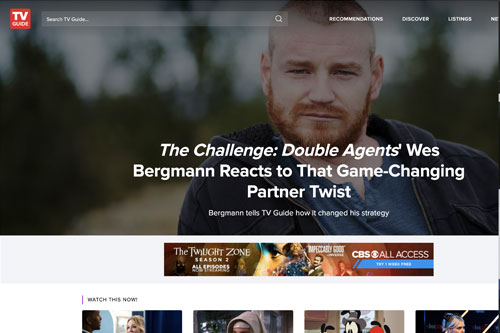 TV
GUIDE
Search TV Guide...
RECOMMENDATIONS
DISCOVER
LISTINGS
NE
The Challenge: Double Agents' Wes
Bergmann Reacts to That Game-Changing
Partner Twist
Bergmann tells TV Guide how it changed his strategy
THE TWILIGHT ZONE
SEASON 2
ALL EPISODES
NOW STREAMING
"IMPECCABLY GOOD"
CBS ALL ACCESS
TRY 1 WEEK FREE
WATCH THIS NOW!